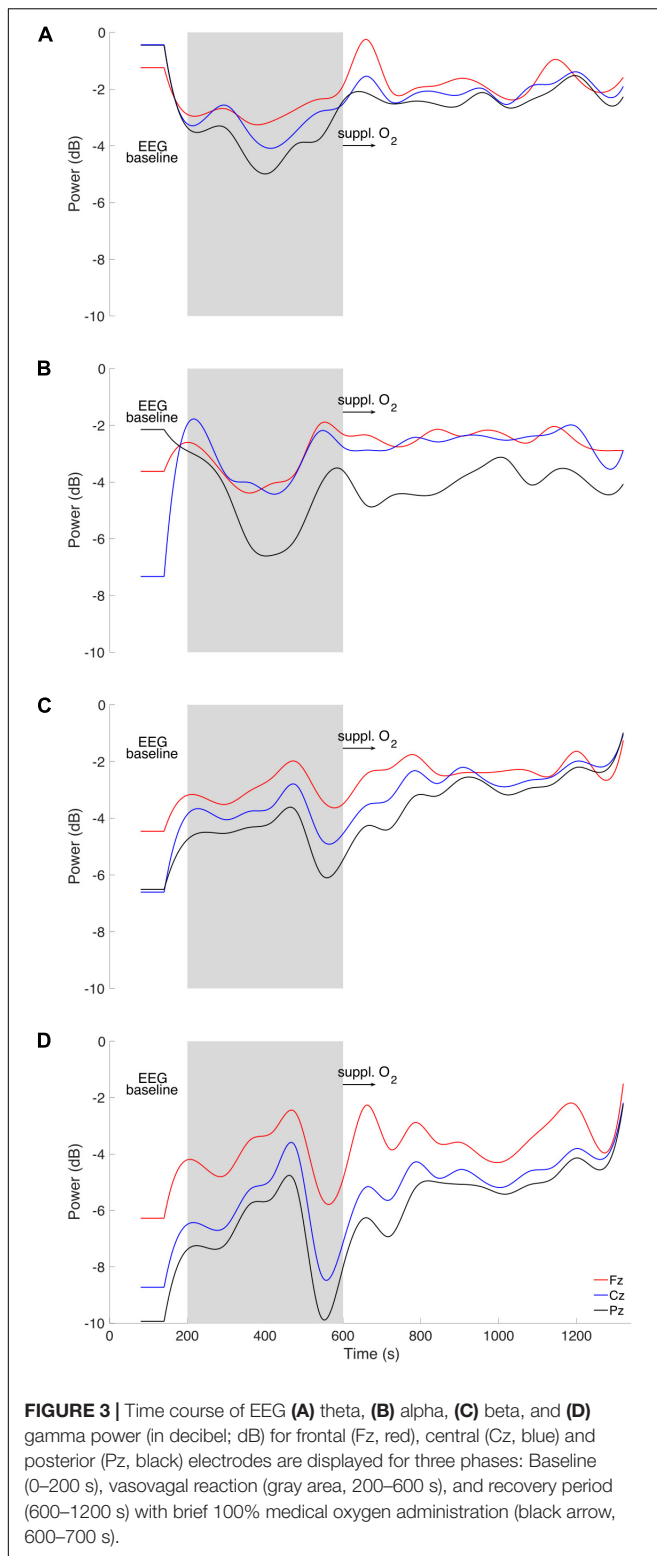 A
0
-2
-4
-6
-8
-10
Power (dB)
EEG
baseline
suppl. O2
B
0
-2
-4
-6
-8
-10
Power (dB)
EEG
baseline
suppl. O2
C
0
-2
-4
-6
-8
-10
Power (dB)
EEG
baseline
suppl. O2
D
0
-2
-4
-6
-8
-10
Power (dB)
EEG
baseline
suppl. O2
Fz
Cz
Pz
0 200 400 600 800 1000 1200
Time (s)
FIGURE 3 | Time course of EEG (A) theta, (B) alpha, (C) beta, and (D)
gamma power (in decibel; dB) for frontal (Fz, red), central (Cz, blue) and
posterior (Pz, black) electrodes are displayed for three phases: Baseline
(0–200 s), vasovagal reaction (gray area, 200–600 s), and recovery period
(600–1200 s) with brief 100% medical oxygen administration (black arrow,
600–700 s).